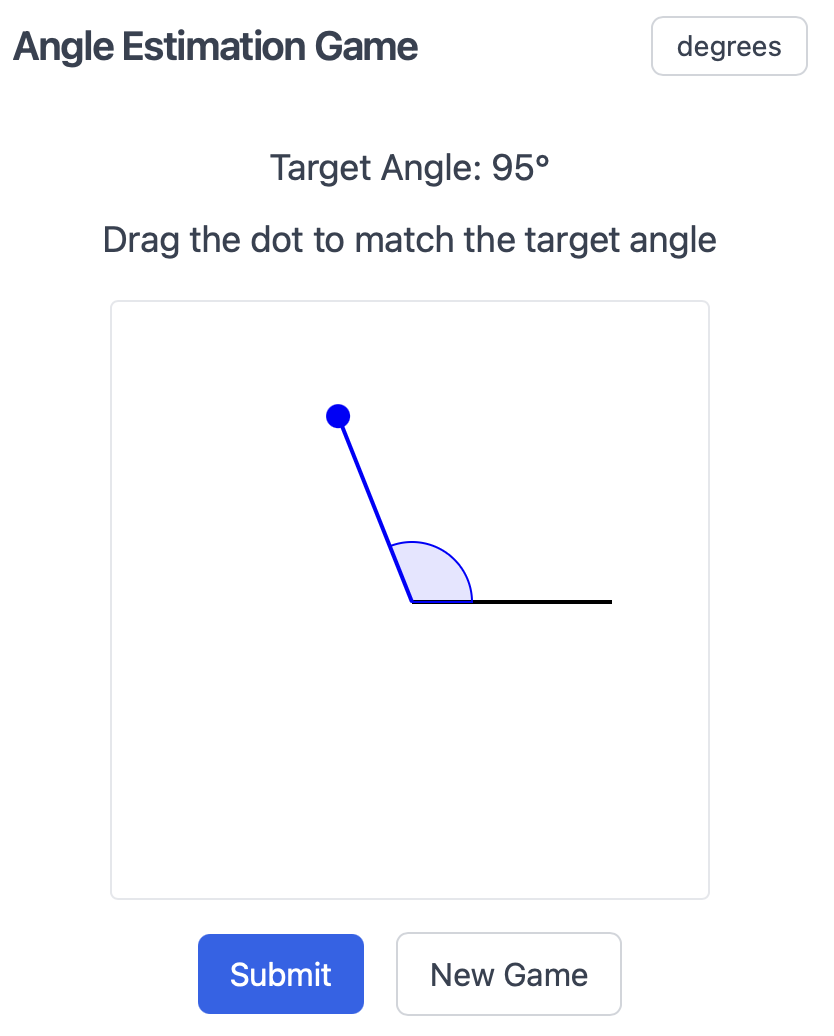 Angle Estimation Game
degrees
Target Angle: 95°
Drag the dot to match the target angle
Submit
New Game